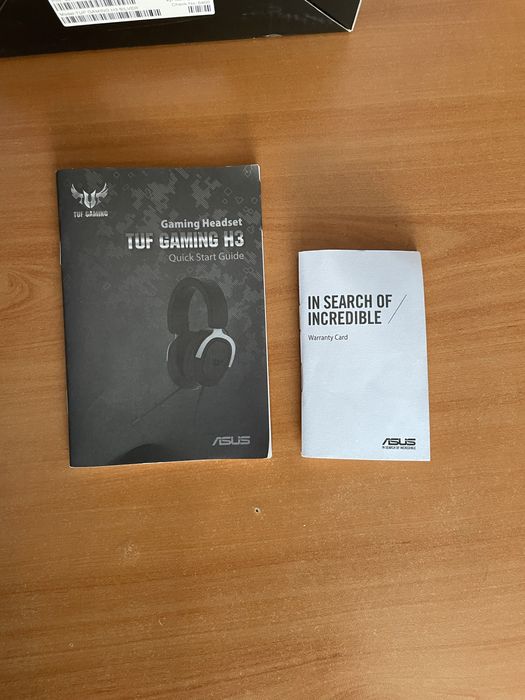 TUF GAMING
Gaming Headset
TUF GAMING H3
Quick Start Guide
ASUS
IN SEARCH OF
INCREDIBLE
Warranty Card
ASUS
IN SEARCH OF INCREDIBLE